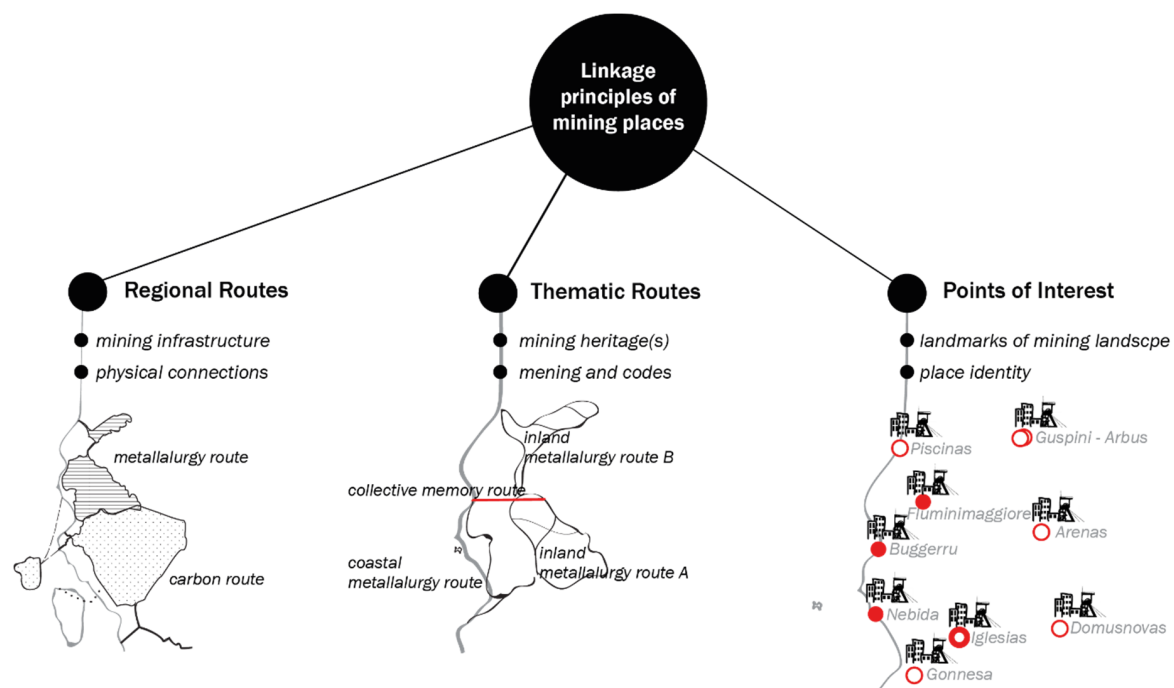 Linkage
principles of
mining places
Regional Routes
mining infrastructure
physical connections
metallalurgy route
carbon route
Thematic Routes
mining heritage(s)
mening and codes
inland
metallalurgy route B
collective memory route
coastal
metallalurgy route
inland
metallalurgy route A
Points of Interest
landmarks of mining landscpe
place identity
Piscinas
Guspini - Arbus
Fluminimaggiore
Arenas
Buggerru
Nebida
Iglesias
Domusnovas
Gonnesa